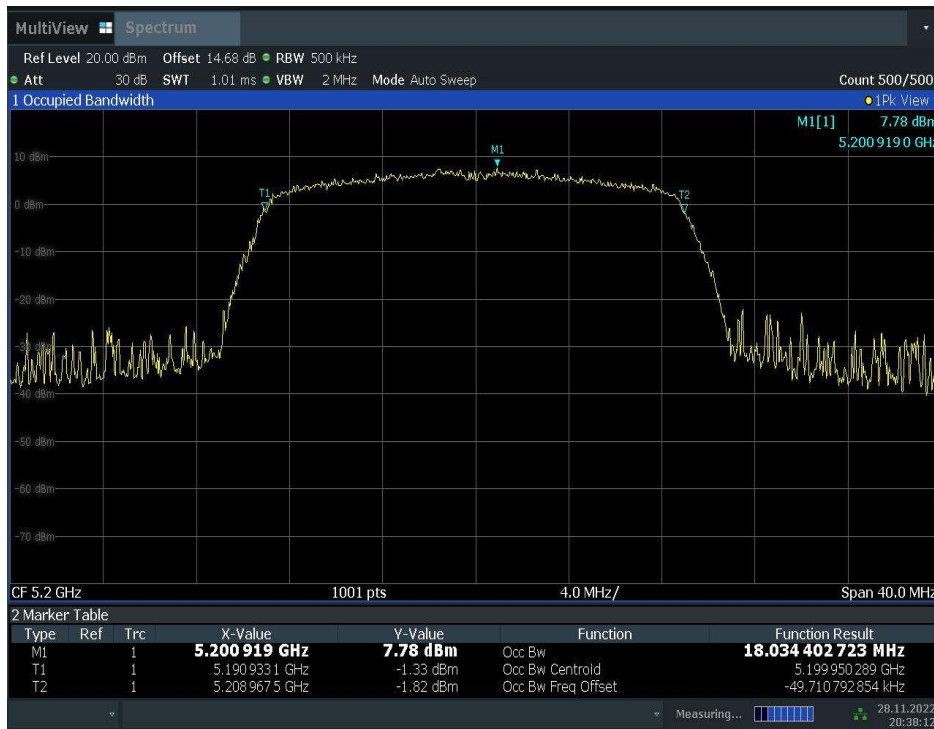 MultiView Spectrum
Ref Level 20.00 dBm Offset 14.68 dB RBW 500 kHz
Att 30 dB SWT 1.01 ms VBW 2 MHz Mode Auto Sweep Count 500/500
1 Occupied Bandwidth 1Pk View
M1[1] 7.78 dBm
5.200 919 0 GHz
M1
10 dBm
T1
T2
0 dBm
-10 dBm
-20 dBm
-30 dBm
-40 dBm
-50 dBm
-60 dBm
-70 dBm
CF 5.2 GHz 1001 pts 4.0 MHz/ Span 40.0 MHz
2 Marker Table
Type Ref Trc X-Value Y-Value Function Function Result
M1 1 5.200 919 GHz 7.78 dBm Occ Bw 18.034 402 723 MHz
T1 1 5.190 933 1 GHz -1.33 dBm Occ Bw Centroid 5.199 950 289 GHz
T2 1 5.208 967 5 GHz -1.82 dBm Occ Bw Freq Offset -49.710 792 854 kHz
Measuring... 28.11.2022
20:38:12